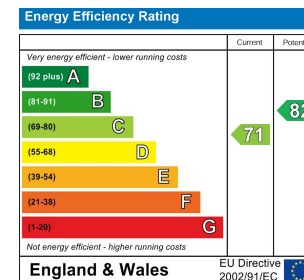 Energy Efficiency Rating
Current Potent
Very energy efficient - lower running costs
(92 plus) A
(81-91) B
(69-80) C
(55-68) D
(39-54) E
(21-38) F
(1-20) G
71
82
Not energy efficient - higher running costs
England & Wales
EU Directive
2002/91/EC